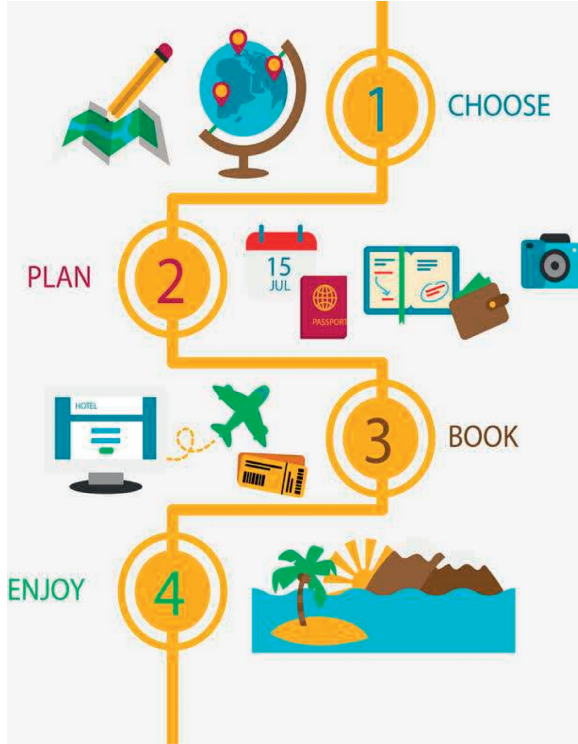 1
CHOOSE
PLAN
2
15
JUL
PASSPORT
HOTEL
3
BOOK
ENJOY
4